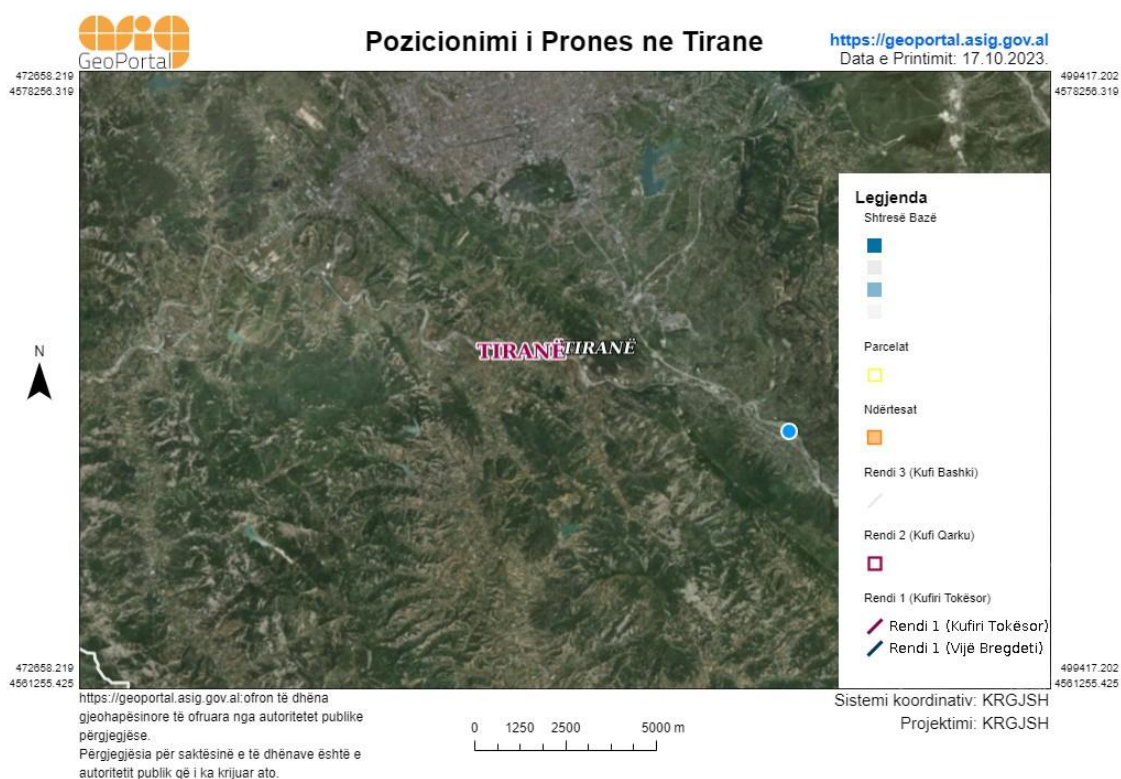 asig
GeoPortal
Pozicionimi i Prones ne Tirane
https://geoportal.asig.gov.al
Data e Printimit: 17.10.2023.
472658.219
4578256.319
499417.202
4578256.319
Legjenda
Shtresë Bazë
Parcelat
Ndërtesat
Rendi 3 (Kufi Bashki)
Rendi 2 (Kufi Qarku)
Rendi 1 (Kufiri Tokësor)
Rendi 1 (Kufiri Tokësor)
Rendi 1 (Vijë Bregdeti)
N
TIRANË
TIRANË
472658.219
4561255.425
499417.202
4561255.425
https://geoportal.asig.gov.al:ofron të dhëna
gjeohapësinore të ofruara nga autoritetet publike
përgjegjëse.
Përgjegjësia për saktësinë e të dhënave është e
autoritetit publik që i ka krijuar ato.
0 1250 2500 5000 m
Sistemi koordinativ: KRGJSH
Projektimi: KRGJSH